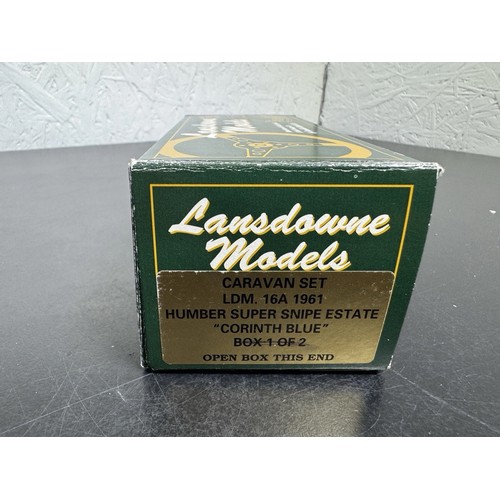 Lansdowne
Models
CARAVAN SET
LDM. 16A 1961
HUMBER SUPER SNIPE ESTATE
"CORINTH BLUE"
BOX 1 OF 2
OPEN BOX THIS END